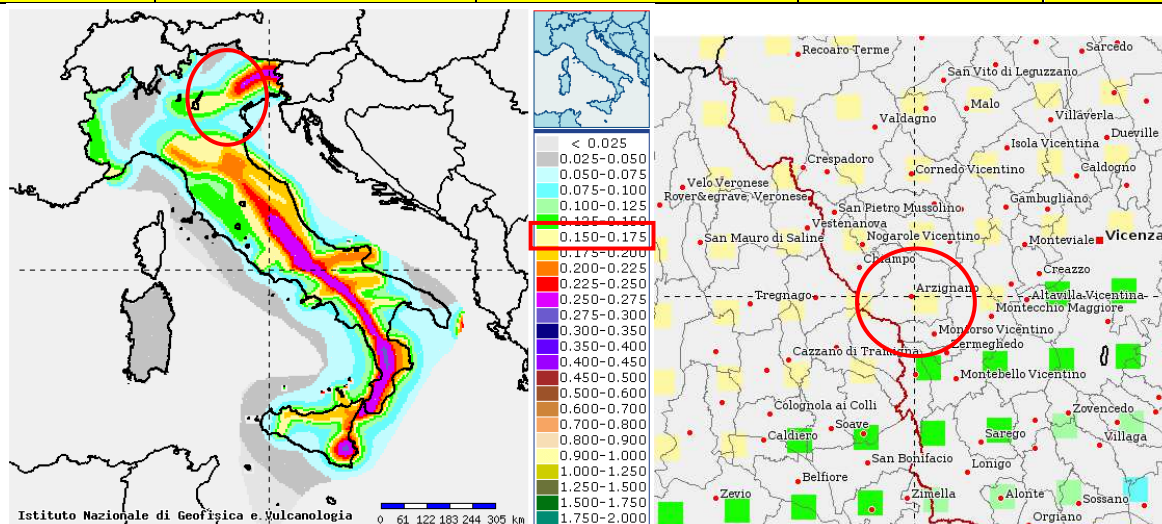 Istituto Nazionale di Geofisica e Vulcanologia
0 61 122 183 244 305 km
< 0.025
0.025-0.050
0.050-0.075
0.075-0.100
0.100-0.125
0.125-0.150
0.150-0.175
0.175-0.200
0.200-0.225
0.225-0.250
0.250-0.275
0.275-0.300
0.300-0.350
0.350-0.400
0.400-0.450
0.450-0.500
0.500-0.600
0.600-0.700
0.700-0.800
0.800-0.900
0.900-1.000
1.000-1.250
1.250-1.500
1.500-1.750
1.750-2.000
Recoaro Terme
Sarcedo
San Vito di Leguzzano
Malo
Valdagno
Villaverla
Dueville
Isola Vicentina
Crespadoro
Caldogno
Cornedo Vicentino
Velo Veronese
Rover&egrave; Veronese
Gambugliano
San Pietro Mussolino
Vestenanova
Vicenza
San Mauro di Saline
Nogarole Vicentino
Monteviale
Chiampo
Creazzo
Arzignano
Tregnago
Altavilla Vicentina
Montecchio Maggiore
Montorso Vicentino
Zermeghedo
Cazzano di Tramigna
Montebello Vicentino
Colognola ai Colli
Zovencedo
Soave
Caldiero
Sarego
Villaga
San Bonifacio
Lonigo
Belfiore
Zevio
Zimella
Alonte
Sossano
Orgiano